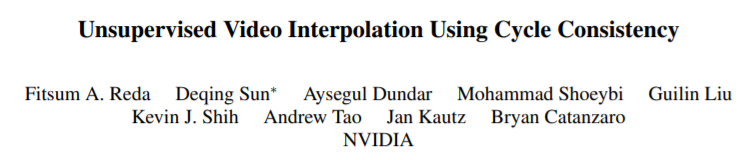 Unsupervised Video Interpolation Using Cycle Consistency
Fitsum A. Reda Deqing Sun* Aysegul Dundar Mohammad Shoeybi Guilin Liu
Kevin J. Shih Andrew Tao Jan Kautz Bryan Catanzaro
NVIDIA